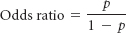 Odds ratio = p / (1 − p)